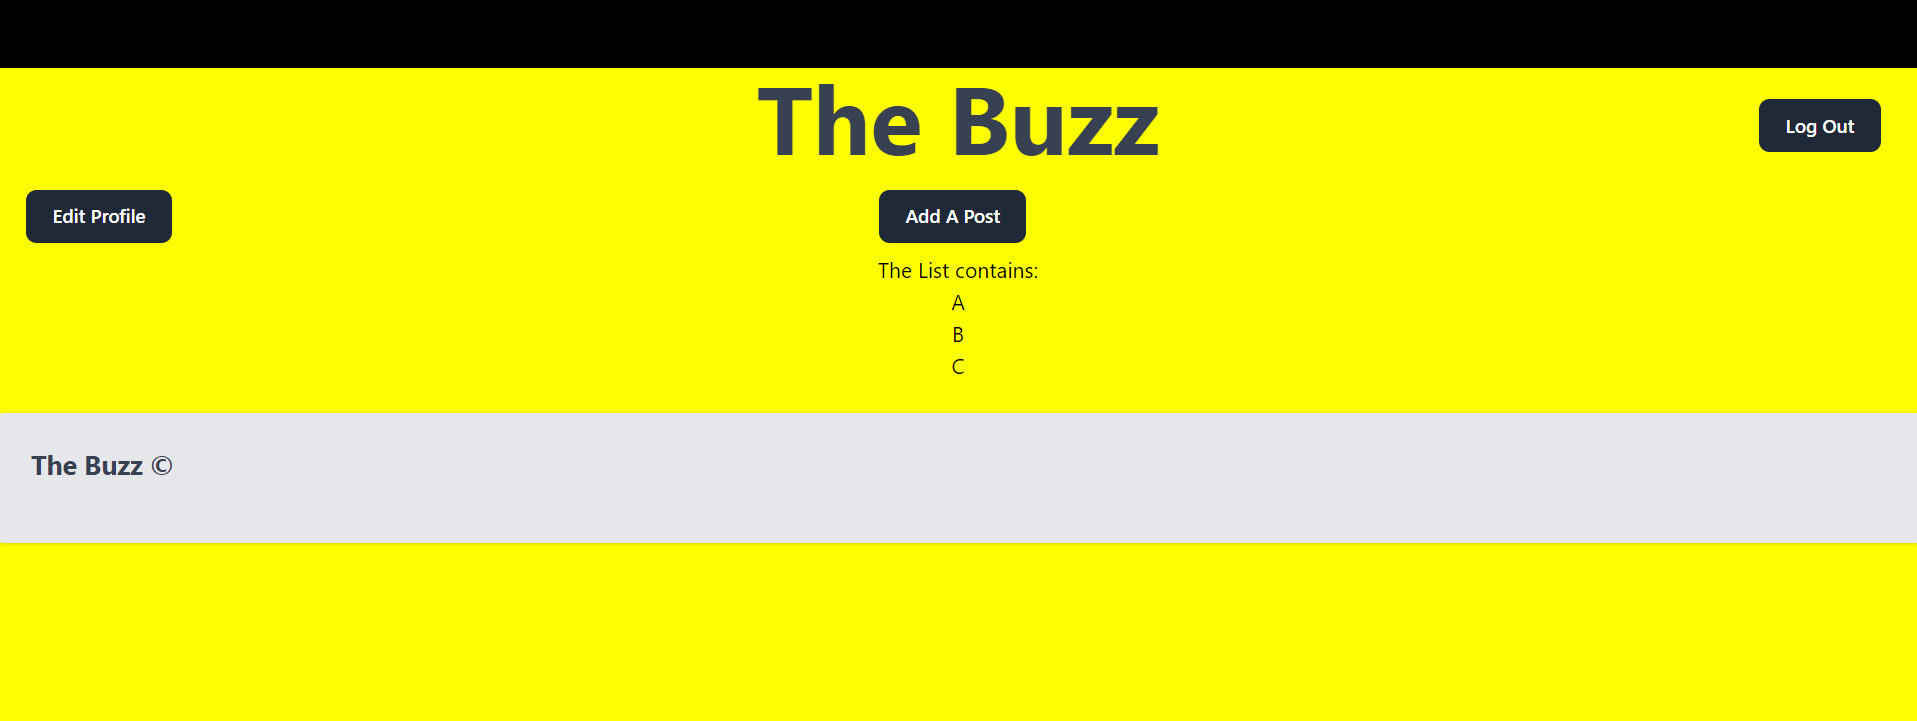 The Buzz
Log Out
Edit Profile
Add A Post
The List contains:
A
B
C
The Buzz ©